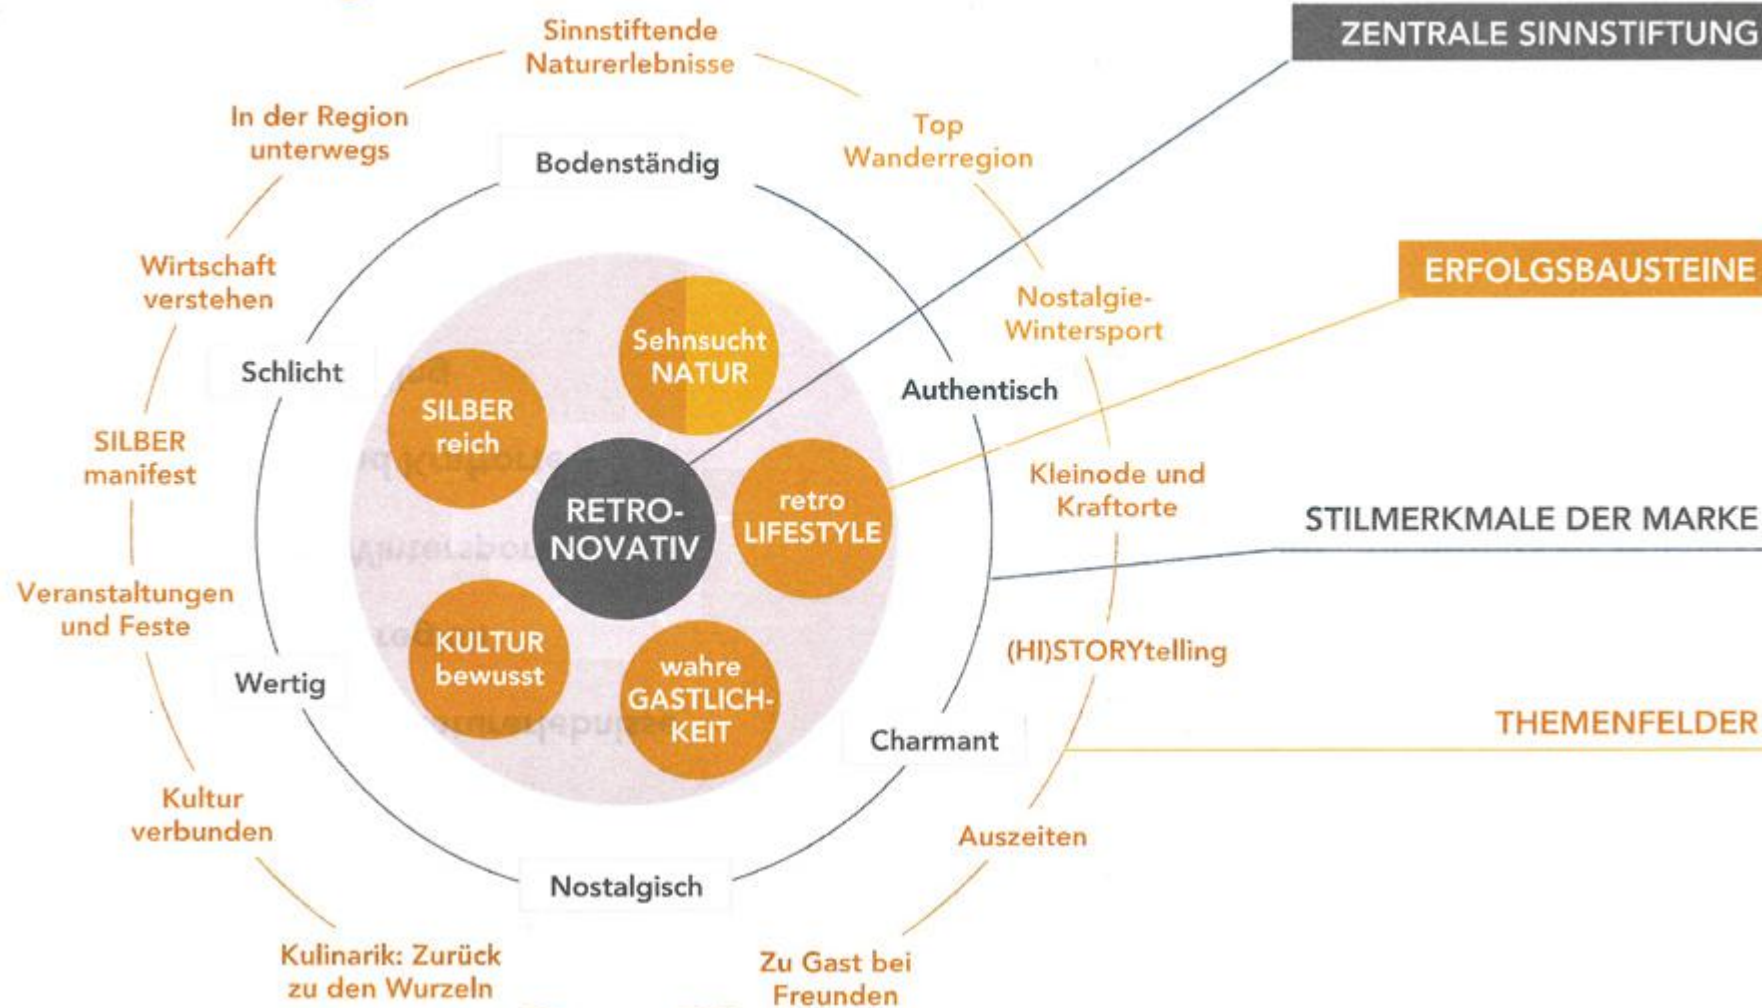 Sinnstiftende
Naturerlebnisse
Top
Wanderregion
Nostalgie-
Wintersport
Kleinode und
Kraftorte
(HI)STORYtelling
Auszeiten
Zu Gast bei
Freunden
Kulinarik: Zurück
zu den Wurzeln
Kultur
verbunden
Veranstaltungen
und Feste
SILBER
manifest
Wirtschaft
verstehen
In der Region
unterwegs
Bodenständig
Authentisch
Charmant
Nostalgisch
Wertig
Schlicht
Sehnsucht
NATUR
retro
LIFESTYLE
wahre
GASTLICH-
KEIT
KULTUR
bewusst
SILBER
reich
RETRO-
NOVATIV
ZENTRALE SINNSTIFTUNG
ERFOLGSBAUSTEINE
STILMERKMALE DER MARKE
THEMENFELDER